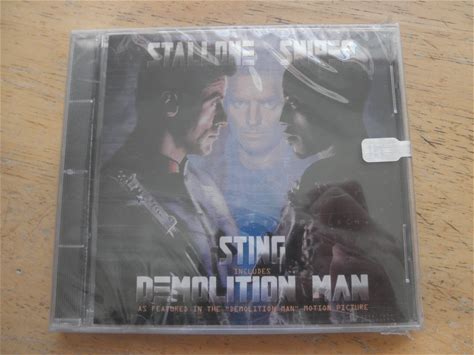 STALLONE SNIPES
STING
INCLUDES
DEMOLITION MAN
AS FEATURED IN THE "DEMOLITION MAN" MOTION PICTURE